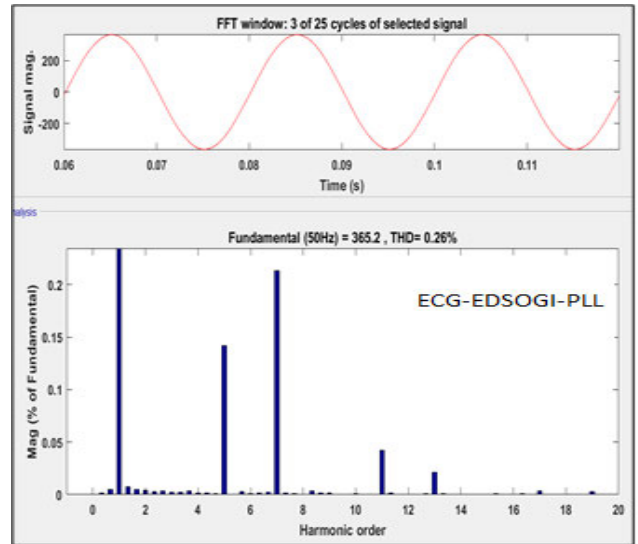 FFT window: 3 of 25 cycles of selected signal
Signal mag.
200
0
-200
0.06 0.07 0.08 0.09 0.1 0.11
Time (s)
nalysis
Fundamental (50Hz) = 365.2 , THD= 0.26%
Mag (% of Fundamental)
0.2
0.15
0.1
0.05
0
ECG-EDSOGI-PLL
0 2 4 6 8 10 12 14 16 18 20
Harmonic order